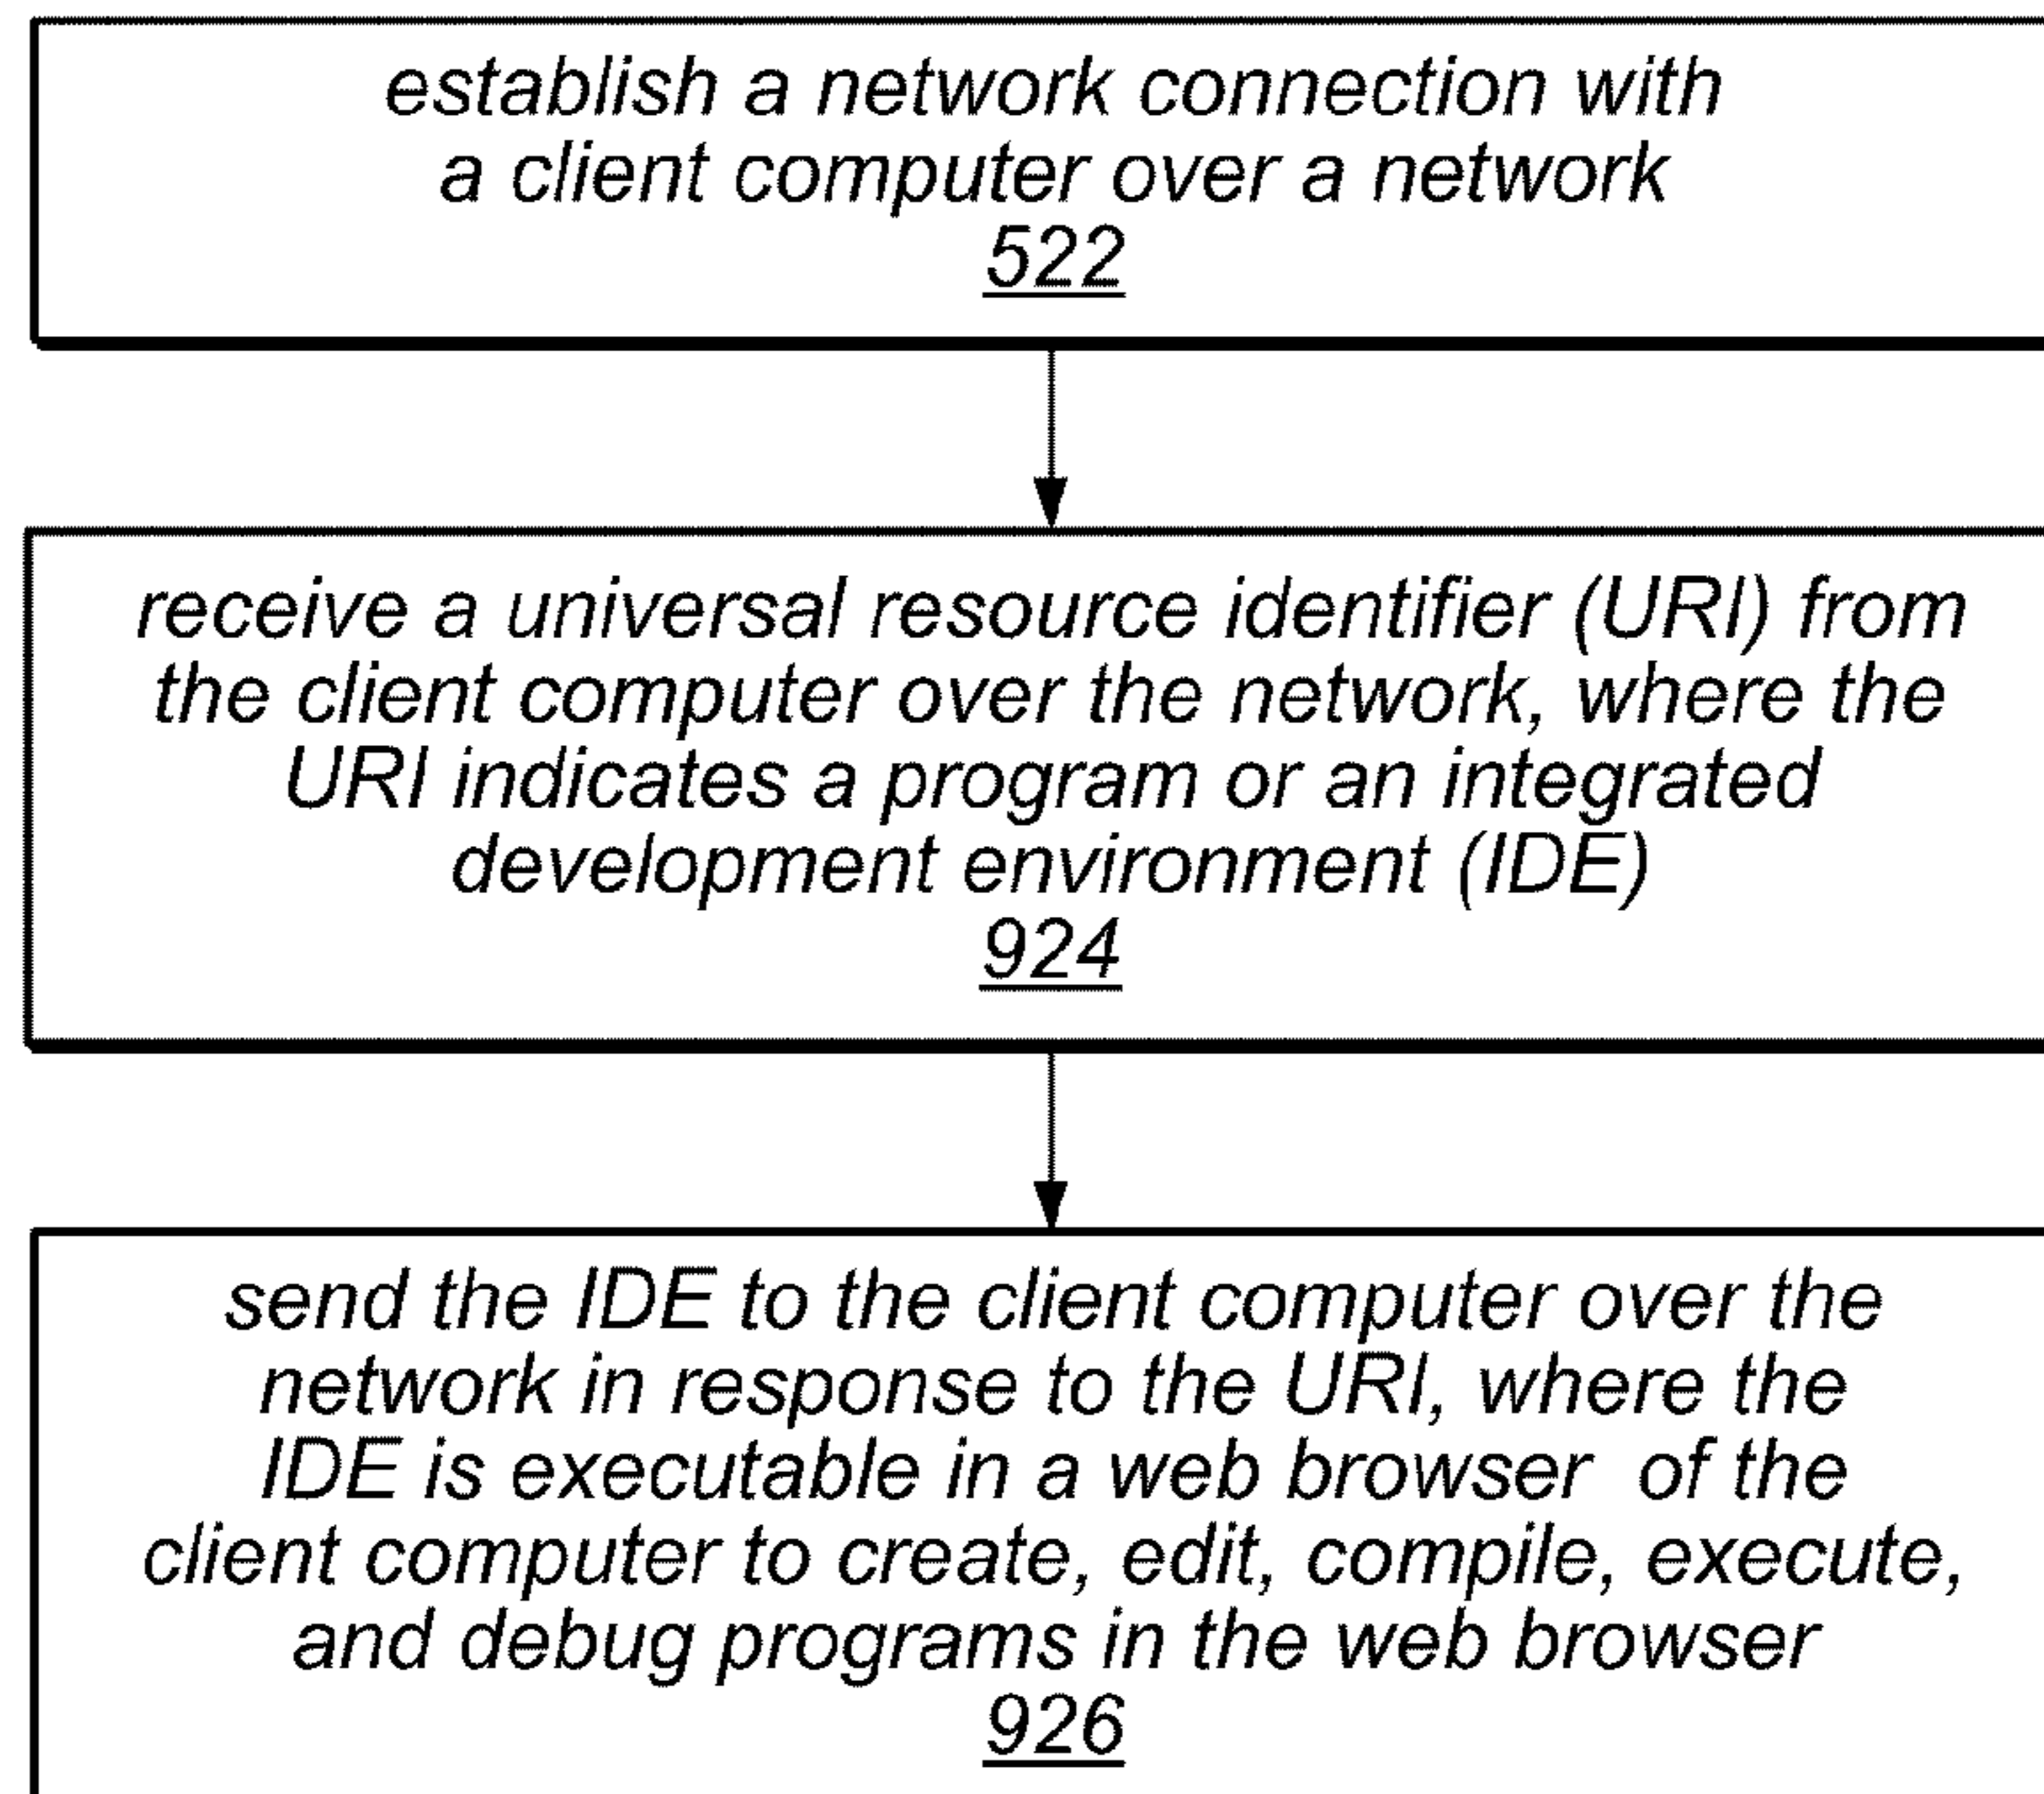 establish a network connection with
a client computer over a network
522
receive a universal resource identifier (URI) from
the client computer over the network, where the
URI indicates a program or an integrated
development environment (IDE)
924
send the IDE to the client computer over the
network in response to the URI, where the
IDE is executable in a web browser of the
client computer to create, edit, compile, execute,
and debug programs in the web browser
926